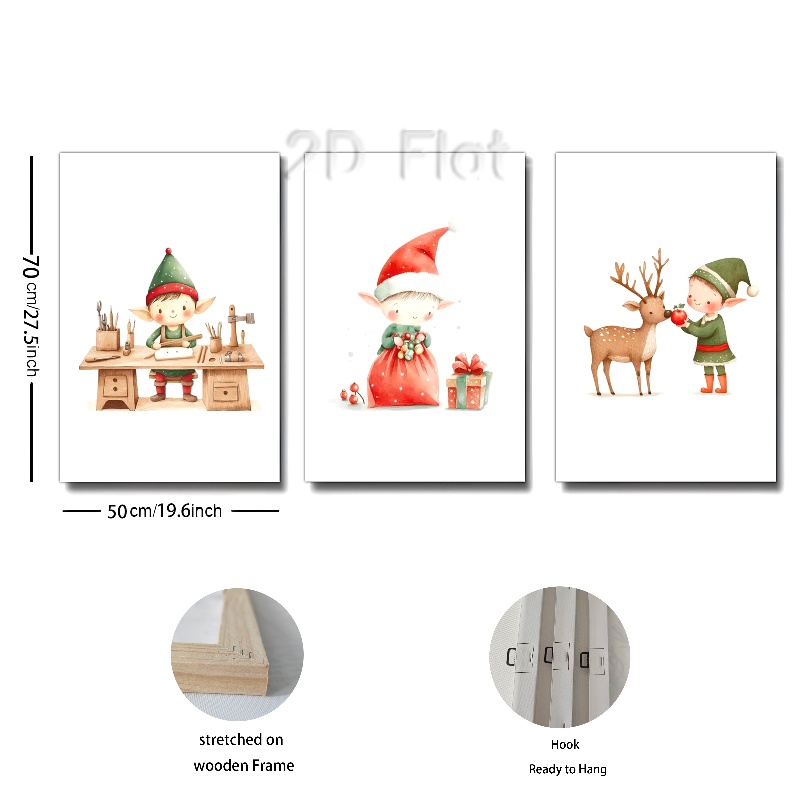 2D Flat
70 cm/27.5inch
50cm/19.6inch
stretched on
wooden Frame
Hook
Ready to Hang